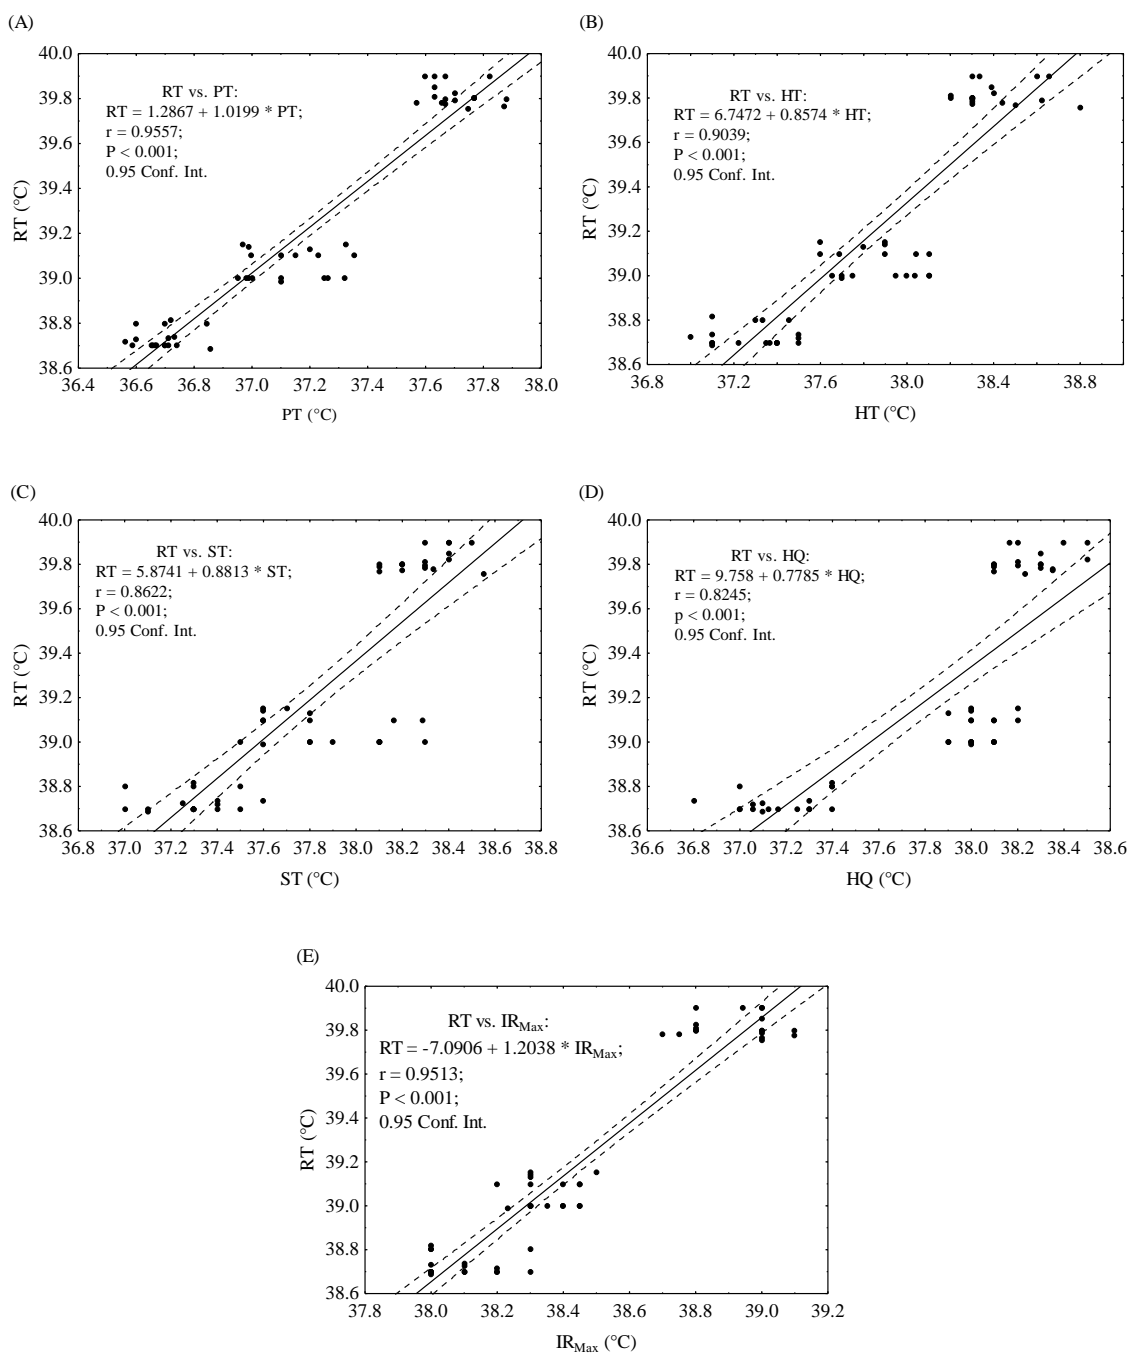 (A)
40.0
39.8
39.6
39.4
39.2
39.0
38.8
38.6
RT (°C)
RT vs. PT:
RT = 1.2867 + 1.0199 * PT;
r = 0.9557;
P < 0.001;
0.95 Conf. Int.
36.4 36.6 36.8 37.0 37.2 37.4 37.6 37.8 38.0
PT (°C)
(B)
40.0
39.8
39.6
39.4
39.2
39.0
38.8
38.6
RT (°C)
RT vs. HT:
RT = 6.7472 + 0.8574 * HT;
r = 0.9039;
P < 0.001;
0.95 Conf. Int.
36.8 37.2 37.6 38.0 38.4 38.8
HT (°C)
(C)
40.0
39.8
39.6
39.4
39.2
39.0
38.8
38.6
RT (°C)
RT vs. ST:
RT = 5.8741 + 0.8813 * ST;
r = 0.8622;
P < 0.001;
0.95 Conf. Int.
36.8 37.0 37.2 37.4 37.6 37.8 38.0 38.2 38.4 38.6 38.8
ST (°C)
(D)
40.0
39.8
39.6
39.4
39.2
39.0
38.8
38.6
RT (°C)
RT vs. HQ:
RT = 9.758 + 0.7785 * HQ;
r = 0.8245;
p < 0.001;
0.95 Conf. Int.
36.6 36.8 37.0 37.2 37.4 37.6 37.8 38.0 38.2 38.4 38.6
HQ (°C)
(E)
40.0
39.8
39.6
39.4
39.2
39.0
38.8
38.6
RT (°C)
RT vs. IRMax:
RT = -7.0906 + 1.2038 * IRMax;
r = 0.9513;
P < 0.001;
0.95 Conf. Int.
37.8 38.0 38.2 38.4 38.6 38.8 39.0 39.2
IRMax (°C)